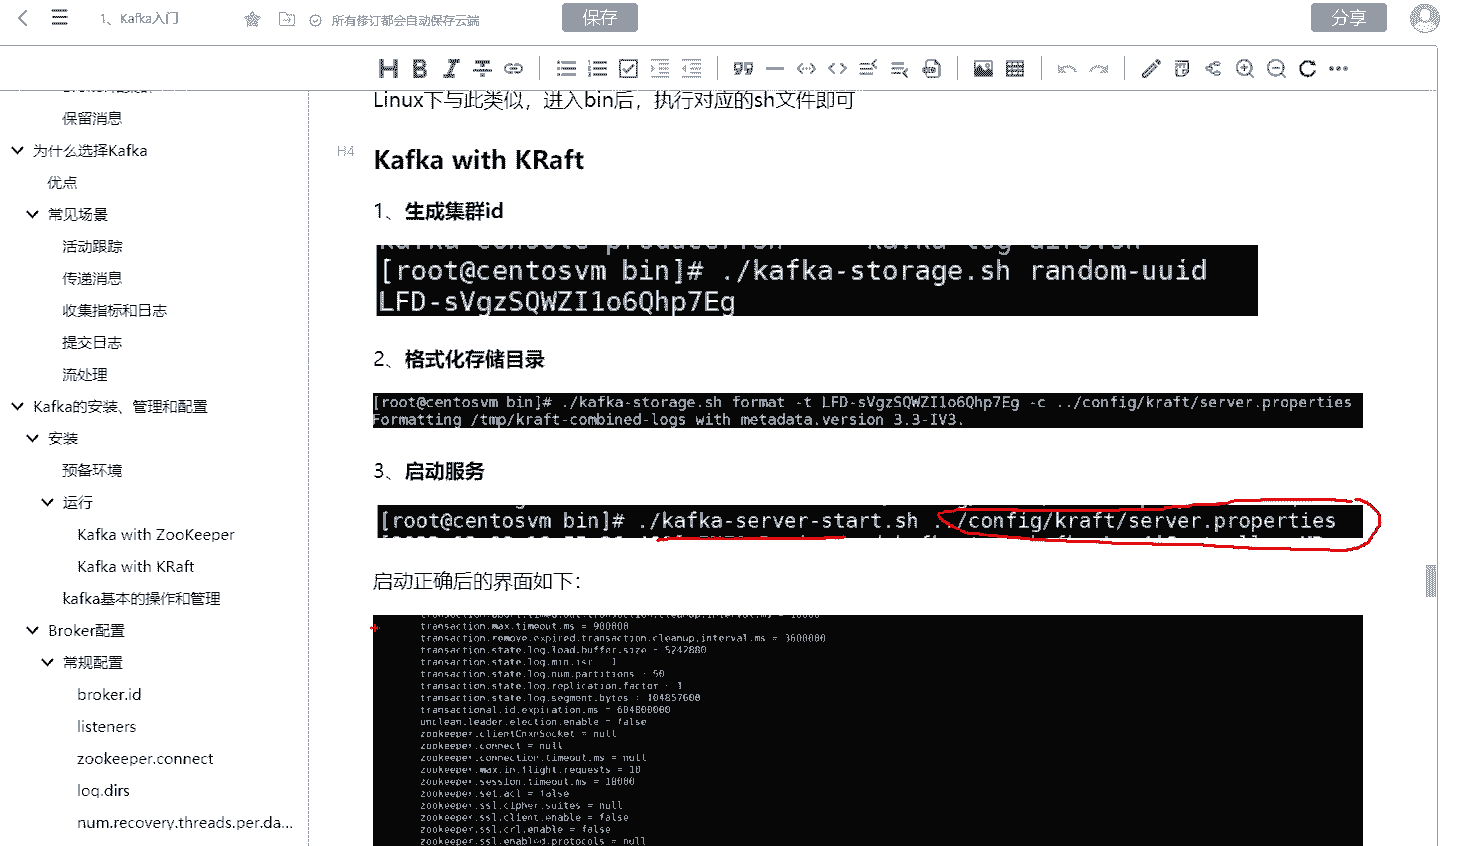 1、Kafka入门
所有修订都会自动保存云端
保存
分享
保留消息
为什么选择Kafka
优点
常见场景
活动跟踪
传递消息
收集指标和日志
提交日志
流处理
Kafka的安装、管理和配置
安装
预备环境
运行
Kafka with ZooKeeper
Kafka with KRaft
kafka基本的操作和管理
Broker配置
常规配置
broker.id
listeners
zookeeper.connect
log.dirs
num.recovery.threads.per.da...
Linux下与此类似，进入bin后，执行对应的sh文件即可
H4
Kafka with KRaft
1、生成集群id
[root@centosvm bin]# ./kafka-storage.sh random-uuid
LFD-sVgzSQWZI1o6Qhp7Eg
2、格式化存储目录
[root@centosvm bin]# ./kafka-storage.sh format -t LFD-sVgzSQWZI1o6Qhp7Eg -c ../config/kraft/server.properties
Formatting /tmp/kraft-combined-logs with metadata.version 3.3-IV3.
3、启动服务
[root@centosvm bin]# ./kafka-server-start.sh ../config/kraft/server.properties
启动正确后的界面如下：
transaction.max.timeout.ms = 900000
transaction.remove.expired.transaction.cleanup.interval.ms = 3600000
transaction.state.log.load.buffer.size = 5242880
transaction.state.log.min.isr = 1
transaction.state.log.num.partitions = 50
transaction.state.log.replication.factor = 1
transaction.state.log.segment.bytes = 104857600
transactional.id.expiration.ms = 604800000
unclean.leader.election.enable = false
zookeeper.clientCnxnSocket = null
zookeeper.connect = null
zookeeper.connection.timeout.ms = null
zookeeper.max.in.flight.requests = 10
zookeeper.session.timeout.ms = 18000
zookeeper.set.acl = false
zookeeper.ssl.cipher.suites = null
zookeeper.ssl.client.enable = false
zookeeper.ssl.crl.enable = false
zookeeper.ssl.enabled.protocols = null